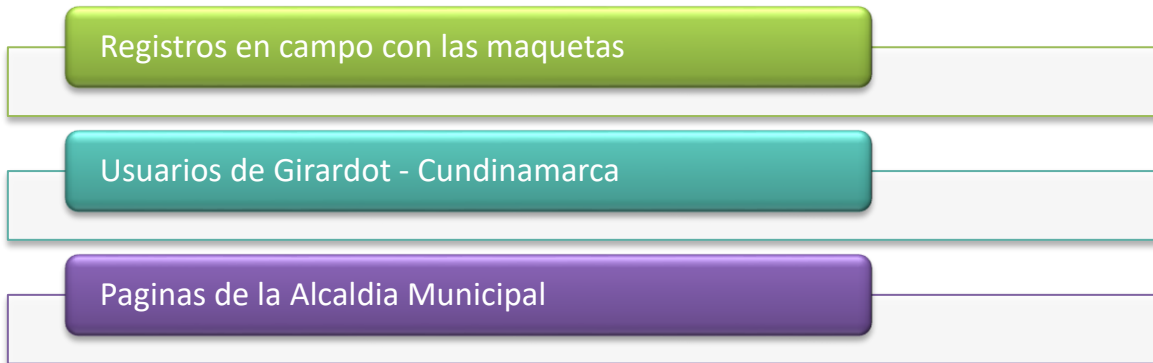 Registros en campo con las maquetas
Usuarios de Girardot - Cundinamarca
Paginas de la Alcaldia Municipal